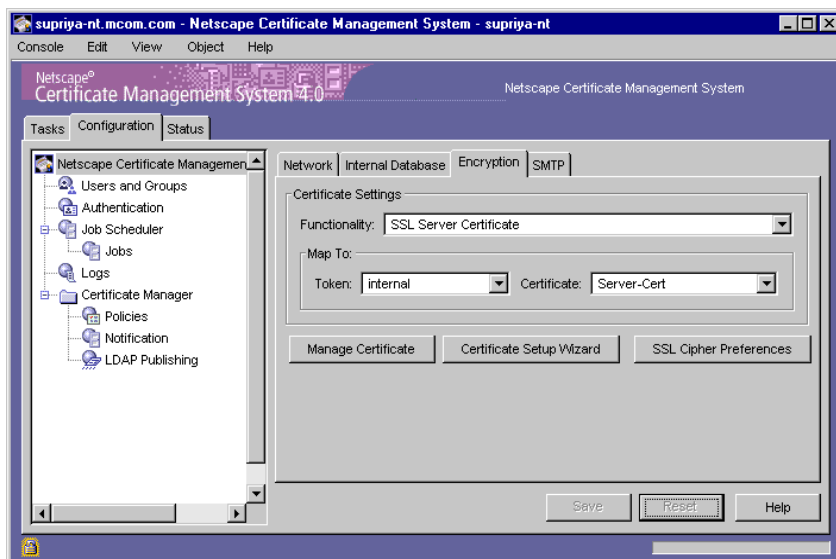 supriya-nt.mcom.com - Netscape Certificate Management System - supriya-nt
Console Edit View Object Help
Netscape®
Certificate Management System 4.0
Netscape Certificate Management System
Tasks Configuration Status
Netscape Certificate Managemen
Users and Groups
Authentication
Job Scheduler
Jobs
Logs
Certificate Manager
Policies
Notification
LDAP Publishing
Network Internal Database Encryption SMTP
Certificate Settings
Functionality: SSL Server Certificate
Map To:
Token: internal Certificate: Server-Cert
Manage Certificate Certificate Setup Wizard SSL Cipher Preferences
Save Reset Help